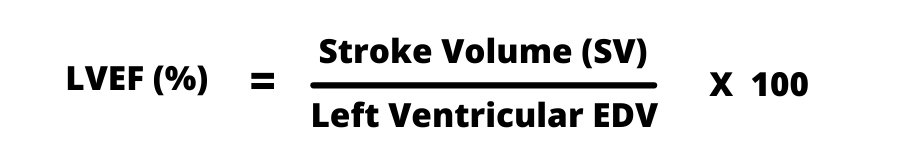 LVEF (%) = Stroke Volume (SV)
Left Ventricular EDV X 100